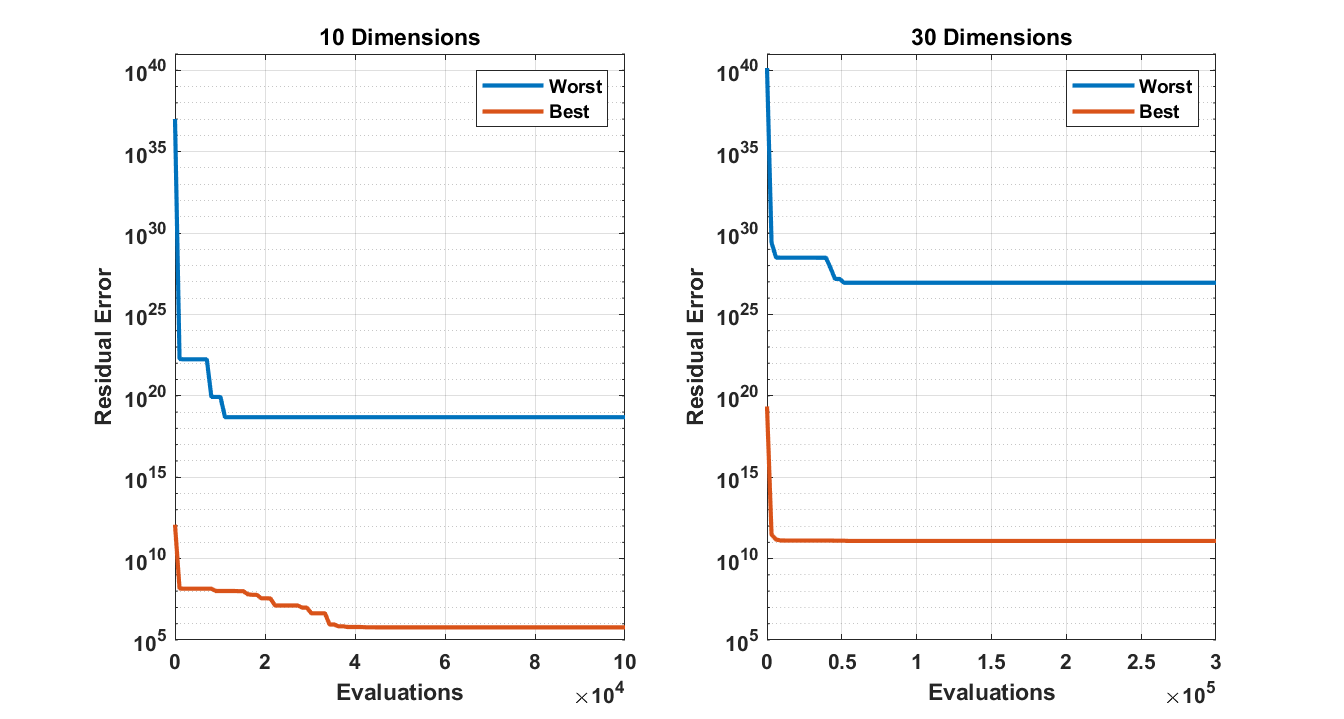 10 Dimensions
10^40
10^35
10^30
10^25
10^20
10^15
10^10
10^5
Residual Error
Worst
Best
0 2 4 6 8 10
Evaluations
×10^4
30 Dimensions
10^40
10^35
10^30
10^25
10^20
10^15
10^10
10^5
Residual Error
Worst
Best
0 0.5 1 1.5 2 2.5 3
Evaluations
×10^5